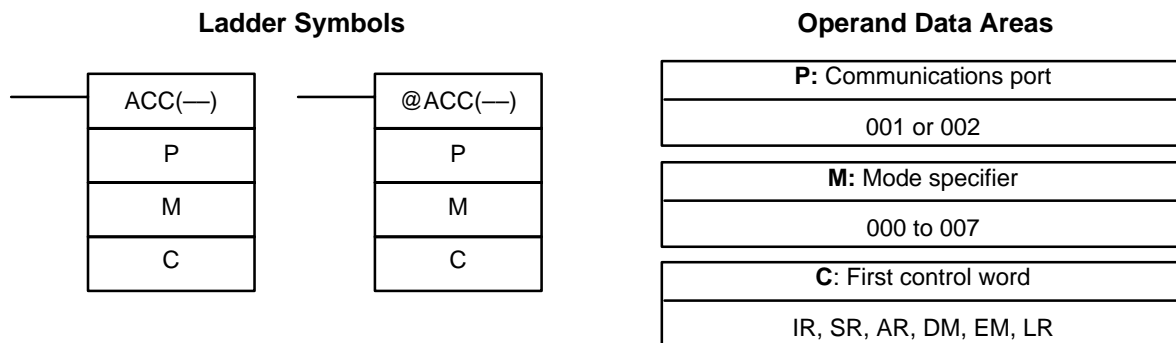 Ladder Symbols
ACC(––)
P
M
C
@ACC(––)
P
M
C
Operand Data Areas
P: Communications port
001 or 002
M: Mode specifier
000 to 007
C: First control word
IR, SR, AR, DM, EM, LR